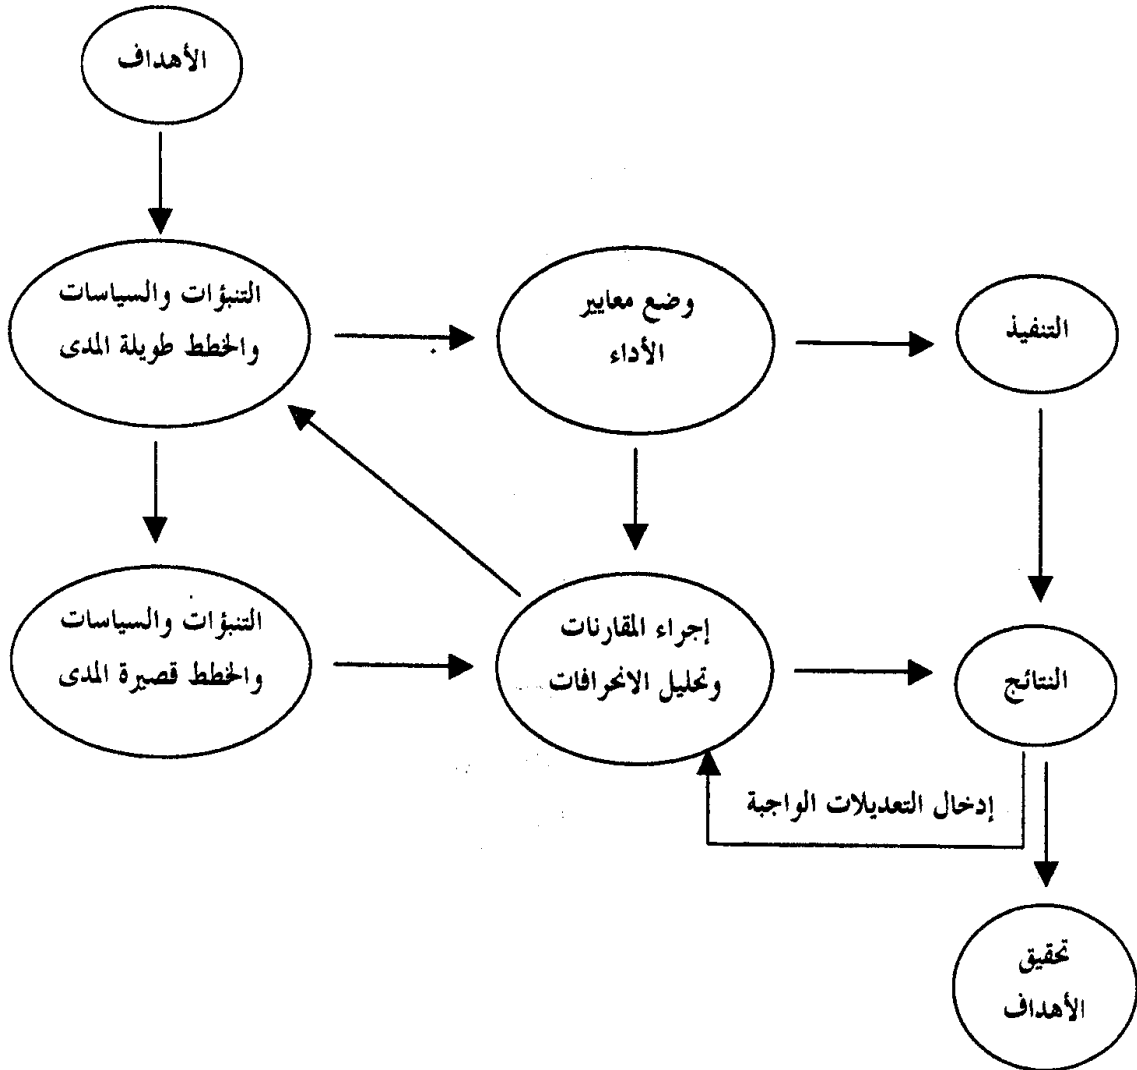 الأهداف
التنبؤات والسياسات
والخطط طويلة المدى
وضع معايير
الأداء
التنفيذ
التنبؤات والسياسات
والخطط قصيرة المدى
إجراء المقارنات
وتحليل الانحرافات
النتائج
إدخال التعديلات الواجبة
تحقيق
الأهداف